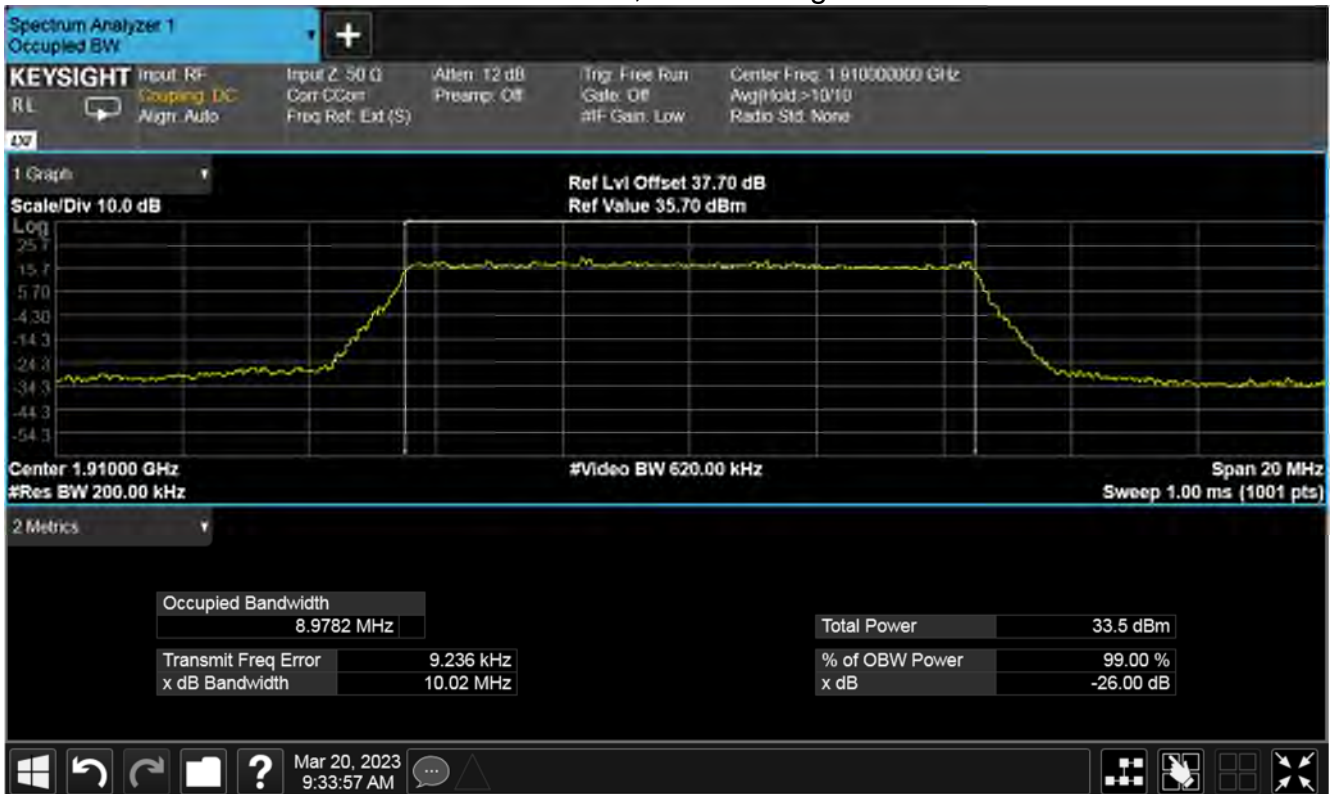 Spectrum Analyzer 1
Occupied BW
+
KEYSIGHT Input: RF Input Z: 50 Ω Atten: 12 dB Trig: Free Run Center Freq: 1.910000000 GHz
RL Coupling: DC Corr CCorr Preamp: Off Gate: Off Avg|Hold:>10/10
Align: Auto Freq Ref: Ext (S) #IF Gain: Low Radio Std: None
LXI
1 Graph
Ref Lvl Offset 37.70 dB
Scale/Div 10.0 dB Ref Value 35.70 dBm
Log
25.7
15.7
5.70
-4.30
-14.3
-24.3
-34.3
-44.3
-54.3
Center 1.91000 GHz #Video BW 620.00 kHz Span 20 MHz
#Res BW 200.00 kHz Sweep 1.00 ms (1001 pts)
2 Metrics
Occupied Bandwidth
8.9782 MHz Total Power 33.5 dBm
Transmit Freq Error 9.236 kHz % of OBW Power 99.00 %
x dB Bandwidth 10.02 MHz x dB -26.00 dB
? Mar 20, 2023
9:33:57 AM